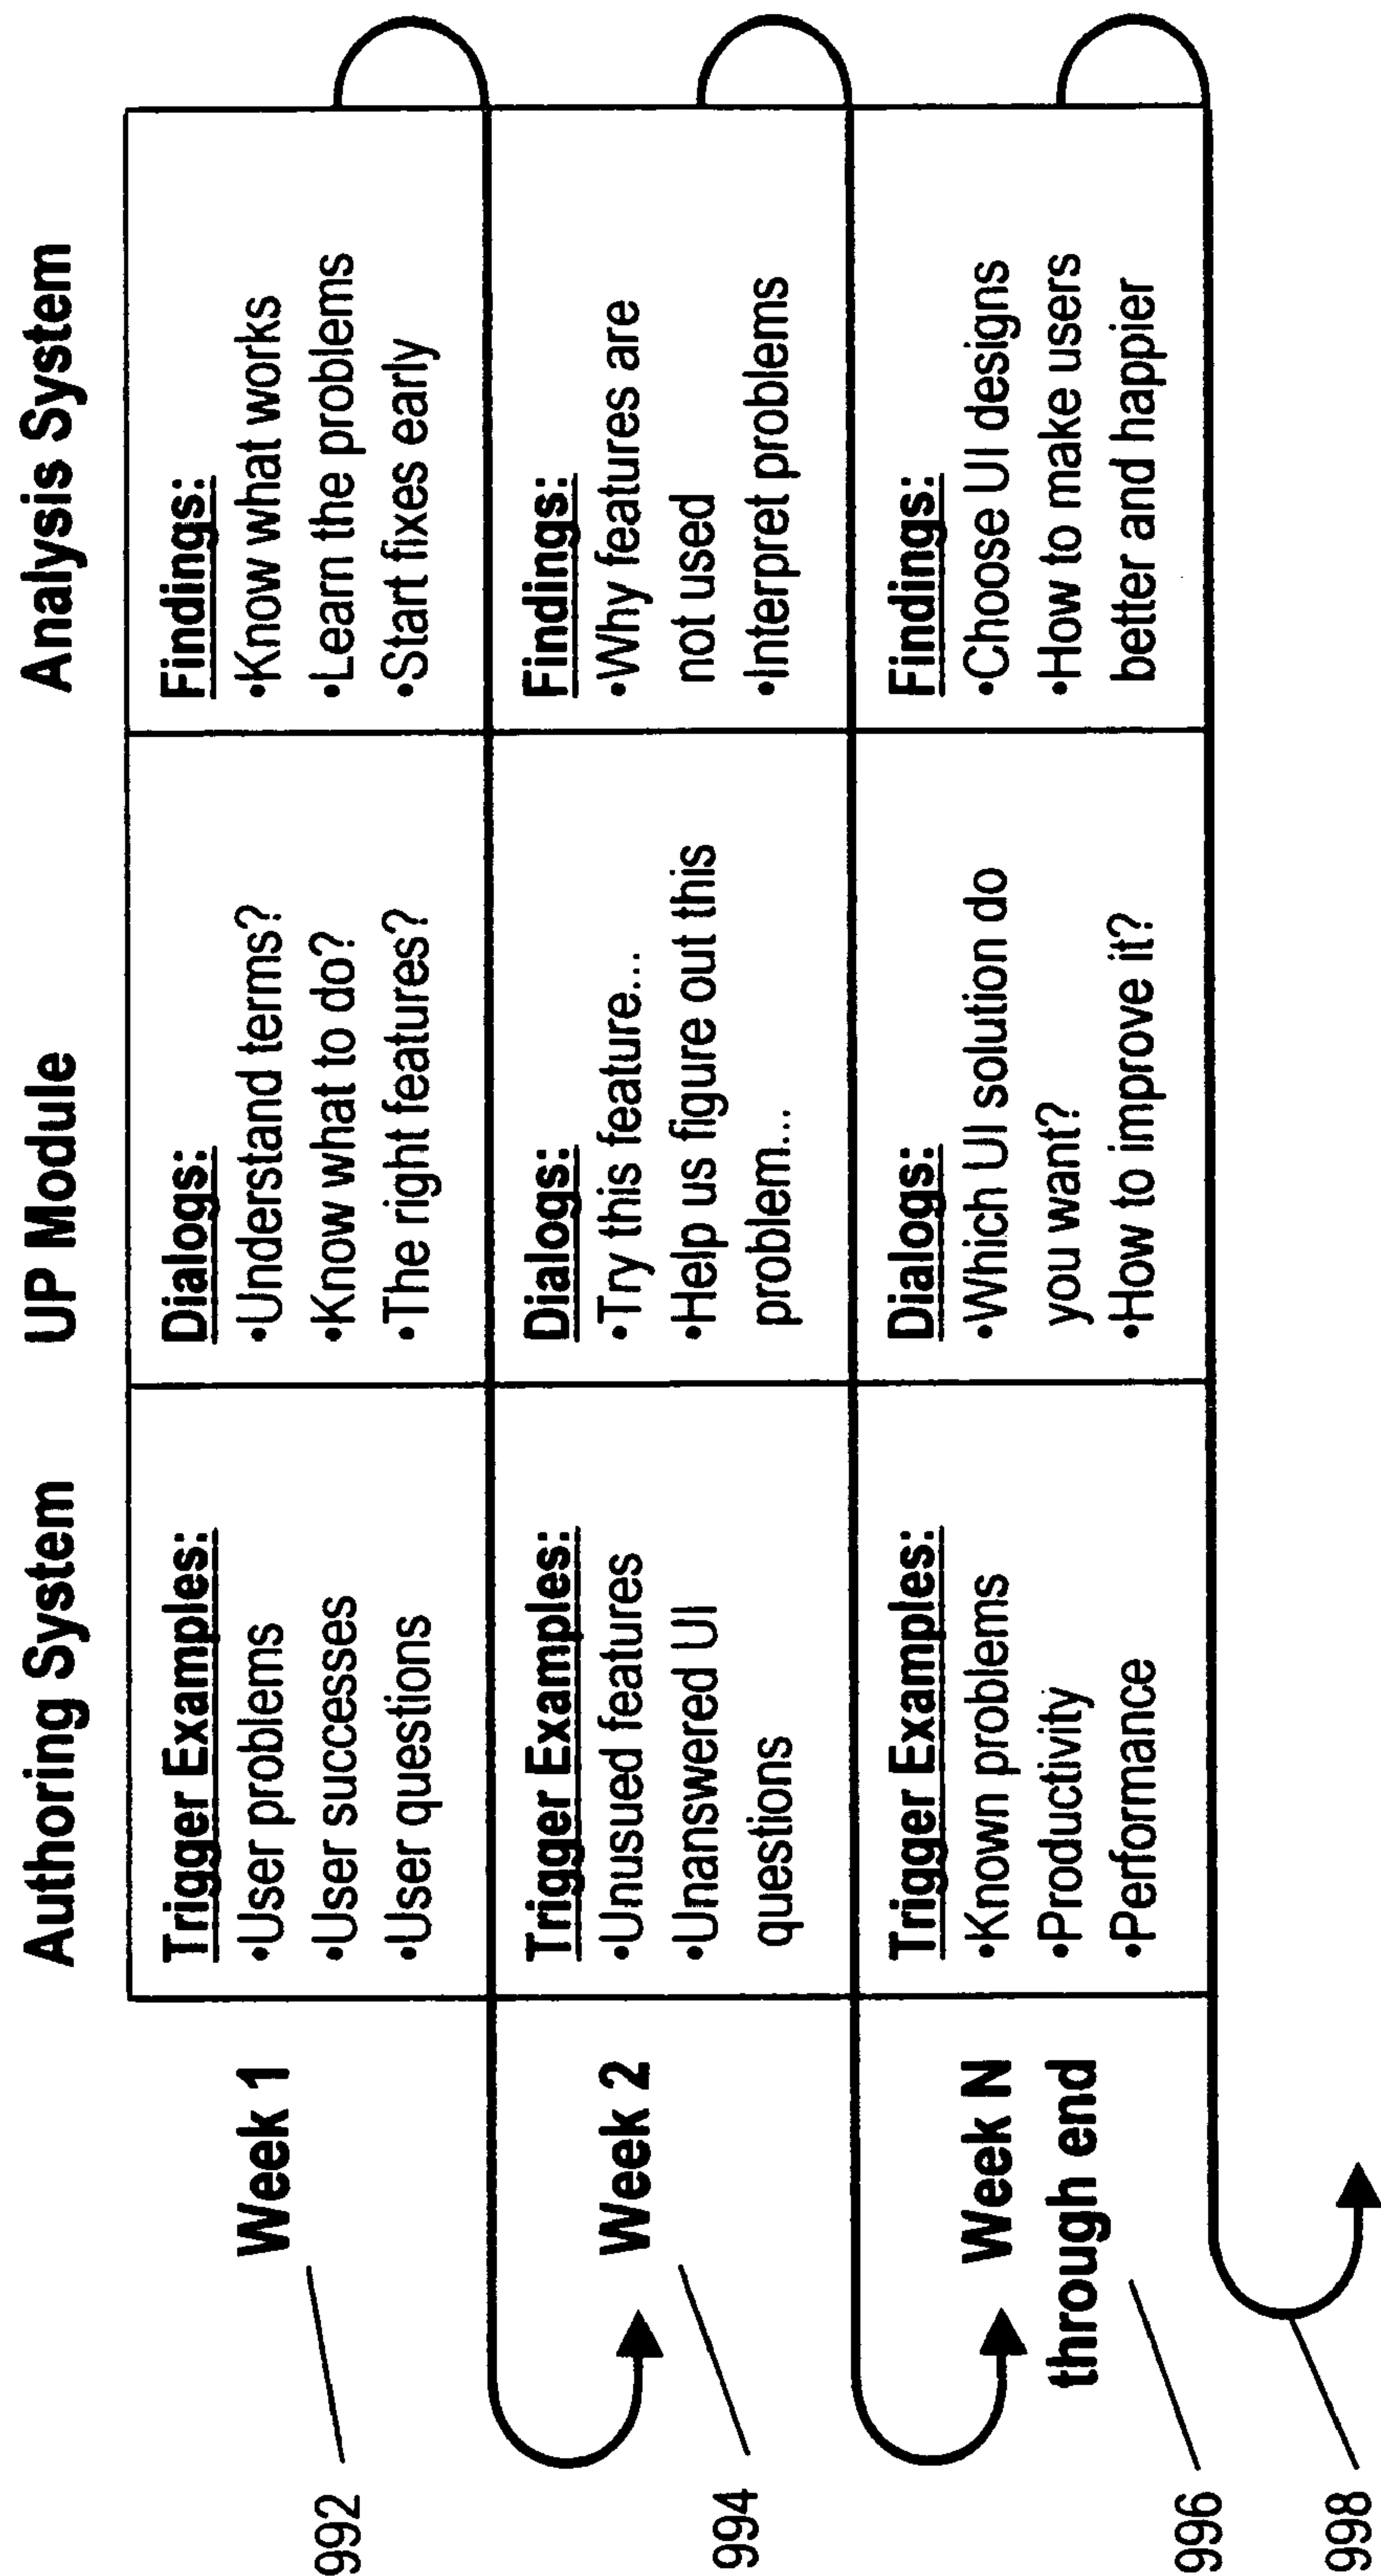 Authoring System
UP Module
Analysis System
Week 1
Trigger Examples:
•User problems
•User successes
•User questions
Dialogs:
•Understand terms?
•Know what to do?
•The right features?
Findings:
•Know what works
•Learn the problems
•Start fixes early
992
Week 2
Trigger Examples:
•Unusued features
•Unanswered UI
questions
Dialogs:
•Try this feature...
•Help us figure out this
problem...
Findings:
•Why features are
not used
•Interpret problems
994
Week N
through end
Trigger Examples:
•Known problems
•Productivity
•Performance
Dialogs:
•Which UI solution do
you want?
•How to improve it?
Findings:
•Choose UI designs
•How to make users
better and happier
996
998